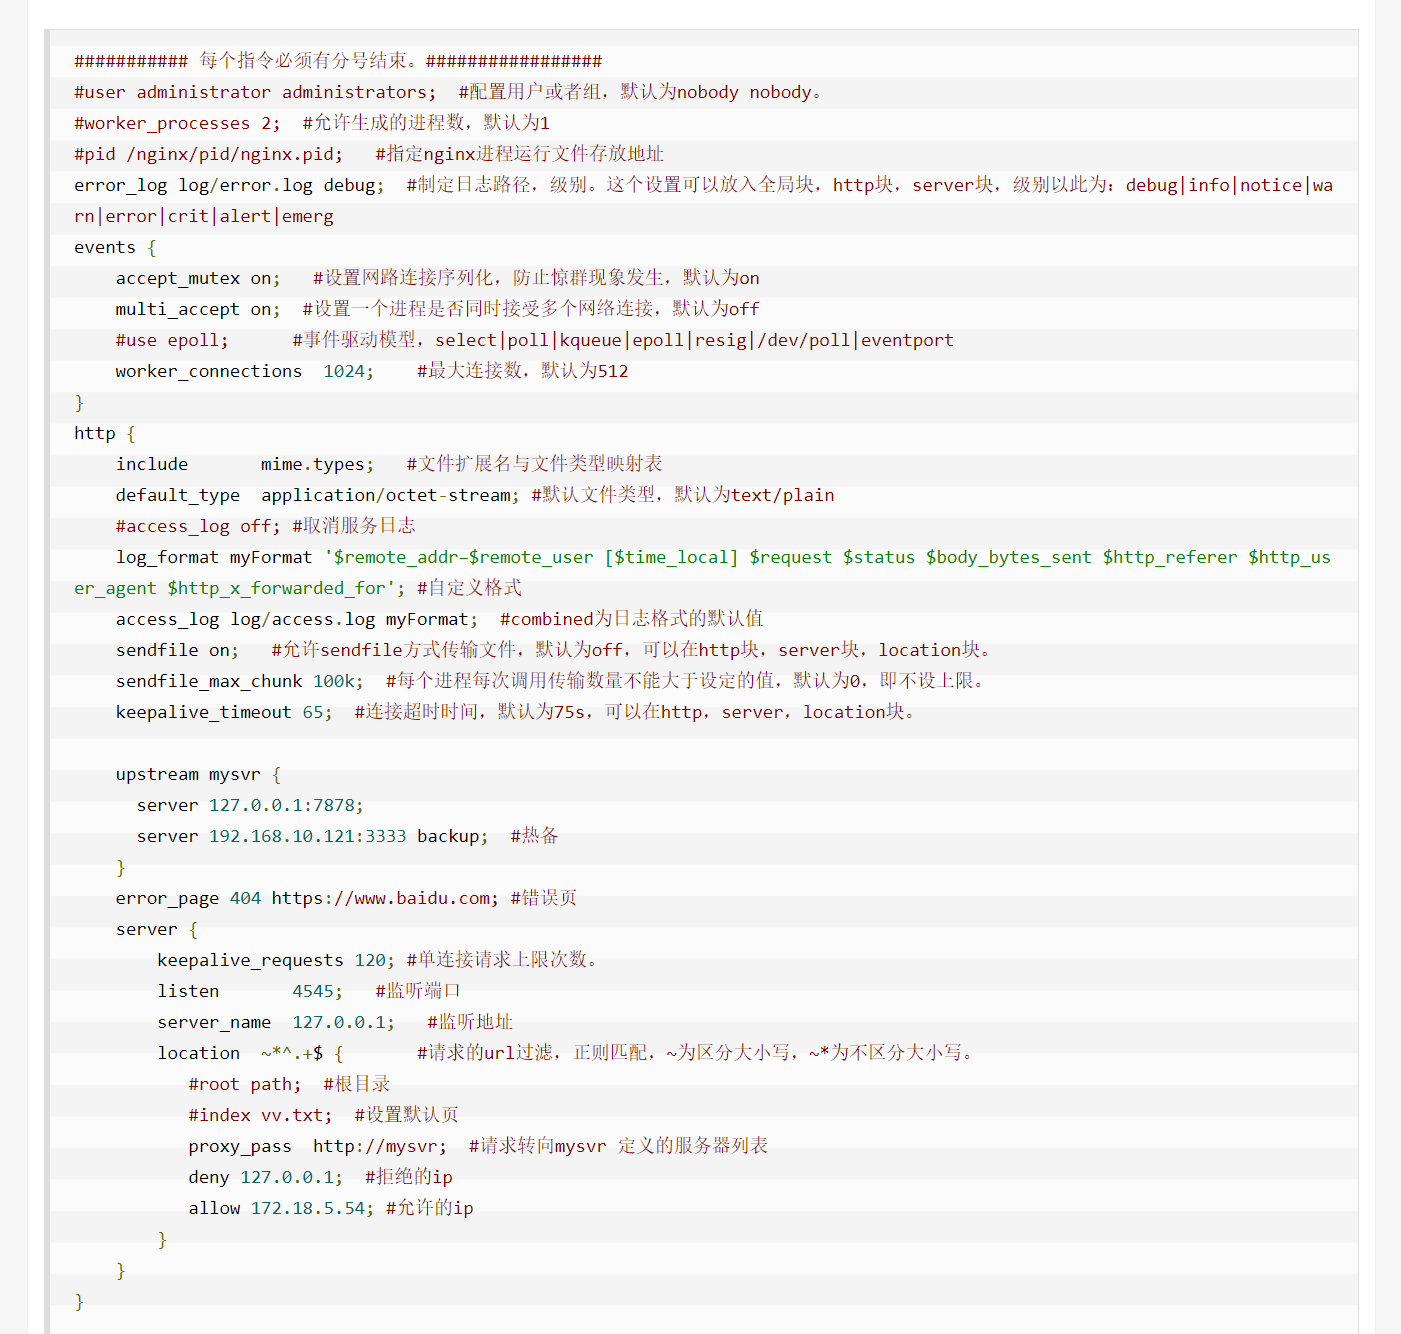 ########### 每个指令必须有分号结束。#################
#user administrator administrators;  #配置用户或者组，默认为nobody nobody。
#worker_processes 2;  #允许生成的进程数，默认为1
#pid /nginx/pid/nginx.pid;   #指定nginx进程运行文件存放地址
error_log log/error.log debug;  #制定日志路径，级别。这个设置可以放入全局块，http块，server块，级别以此为：debug|info|notice|wa
rn|error|crit|alert|emerg
events {
    accept_mutex on;   #设置网路连接序列化，防止惊群现象发生，默认为on
    multi_accept on;  #设置一个进程是否同时接受多个网络连接，默认为off
    #use epoll;      #事件驱动模型，select|poll|kqueue|epoll|resig|/dev/poll|eventport
    worker_connections  1024;    #最大连接数，默认为512
}
http {
    include       mime.types;   #文件扩展名与文件类型映射表
    default_type  application/octet-stream; #默认文件类型，默认为text/plain
    #access_log off; #取消服务日志
    log_format myFormat '$remote_addr–$remote_user [$time_local] $request $status $body_bytes_sent $http_referer $http_us
er_agent $http_x_forwarded_for'; #自定义格式
    access_log log/access.log myFormat;  #combined为日志格式的默认值
    sendfile on;   #允许sendfile方式传输文件，默认为off，可以在http块，server块，location块。
    sendfile_max_chunk 100k;  #每个进程每次调用传输数量不能大于设定的值，默认为0，即不设上限。
    keepalive_timeout 65;  #连接超时时间，默认为75s，可以在http，server，location块。
    upstream mysvr {
      server 127.0.0.1:7878;
      server 192.168.10.121:3333 backup;  #热备
    }
    error_page 404 https://www.baidu.com; #错误页
    server {
        keepalive_requests 120; #单连接请求上限次数。
        listen       4545;   #监听端口
        server_name  127.0.0.1;   #监听地址
        location  ~*^.+$ {       #请求的url过滤，正则匹配，~为区分大小写，~*为不区分大小写。
           #root path;  #根目录
           #index vv.txt;  #设置默认页
           proxy_pass  http://mysvr;  #请求转向mysvr 定义的服务器列表
           deny 127.0.0.1;  #拒绝的ip
           allow 172.18.5.54; #允许的ip
        }
    }
}